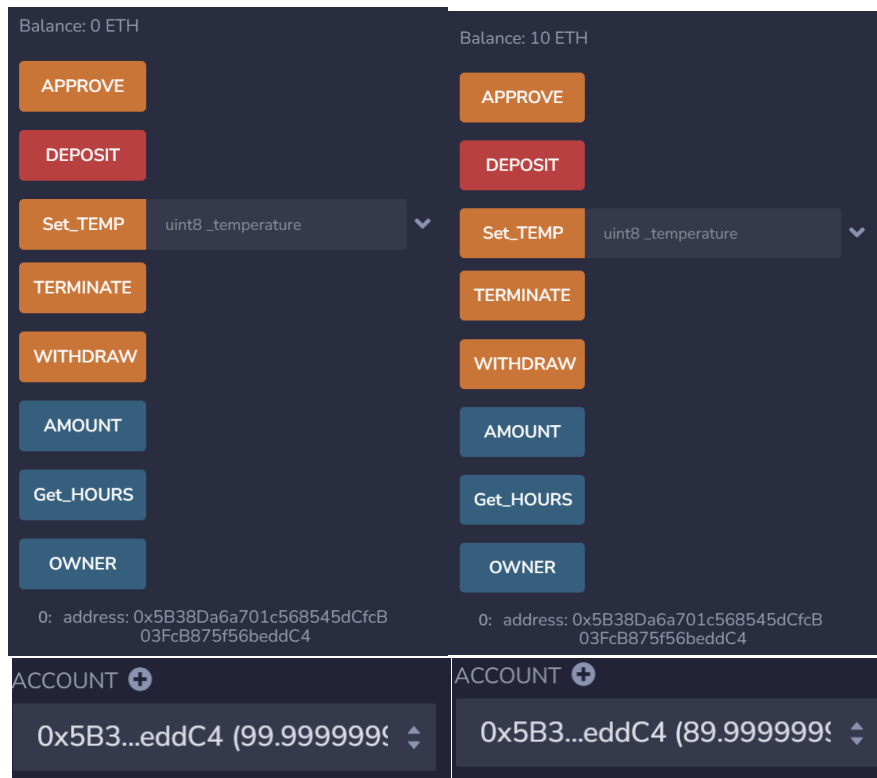 Balance: 0 ETH
APPROVE
DEPOSIT
Set_TEMP uint8 _temperature
TERMINATE
WITHDRAW
AMOUNT
Get_HOURS
OWNER
0: address: 0x5B38Da6a701c568545dCfcB
03FcB875f56beddC4
ACCOUNT
0x5B3...eddC4 (99.9999999
Balance: 10 ETH
APPROVE
DEPOSIT
Set_TEMP uint8 _temperature
TERMINATE
WITHDRAW
AMOUNT
Get_HOURS
OWNER
0: address: 0x5B38Da6a701c568545dCfcB
03FcB875f56beddC4
ACCOUNT
0x5B3...eddC4 (89.9999999